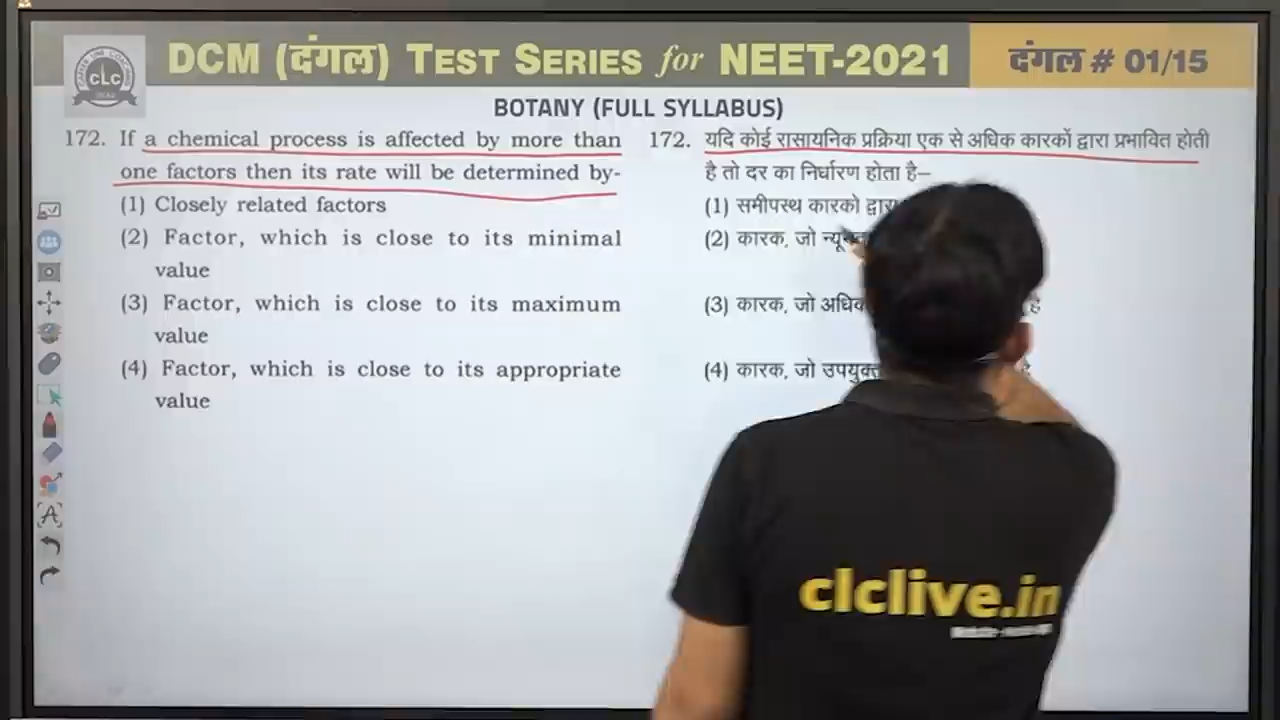 DCM (दंगल) TEST SERIES for NEET-2021
दंगल # 01/15
CLC
BOTANY (FULL SYLLABUS)
172. If a chemical process is affected by more than
one factors then its rate will be determined by-
(1) Closely related factors
(2) Factor, which is close to its minimal
value
(3) Factor, which is close to its maximum
value
(4) Factor, which is close to its appropriate
value
172. यदि कोई रासायनिक प्रक्रिया एक से अधिक कारकों द्वारा प्रभावित होती
है तो दर का निर्धारण होता है–
(1) समीपस्थ कारको द्वारा
(2) कारक, जो
(3) कारक, जो
(4) कारक, जो उपयुक्त
clclive.in